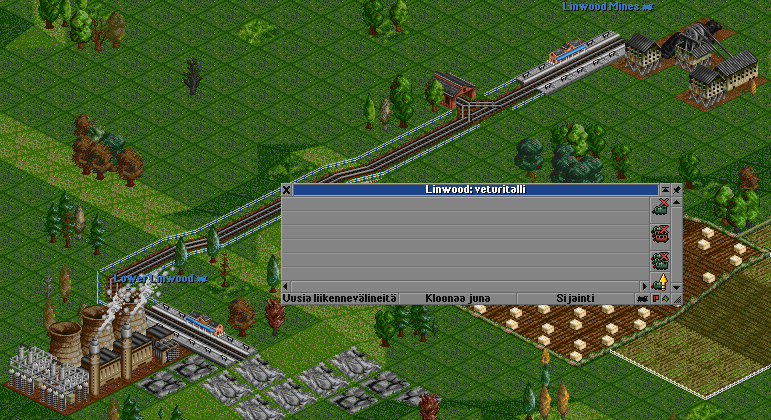 Linwood Mines
Linwood: veturitalli
Lower Linwood
Uusia liikennevälineitä
Kloonaa juna
Sijainti